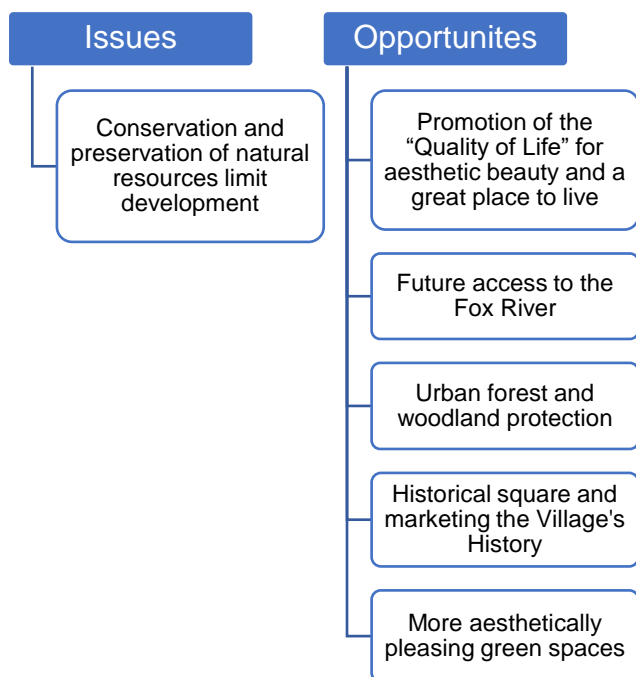 Issues
Conservation and
preservation of natural
resources limit
development
Opportunites
Promotion of the
“Quality of Life” for
aesthetic beauty and a
great place to live
Future access to the
Fox River
Urban forest and
woodland protection
Historical square and
marketing the Village's
History
More aesthetically
pleasing green spaces